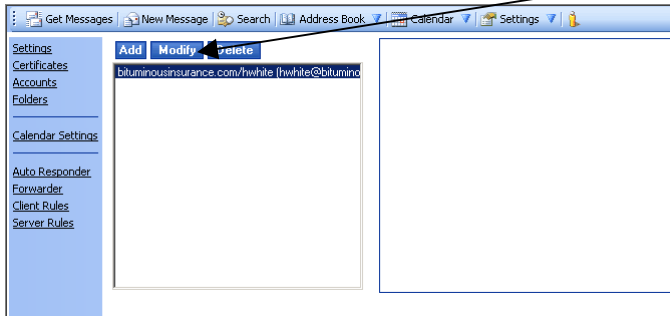 Get Messages New Message Search Address Book Calendar Settings
Settings
Certificates
Accounts
Folders
Calendar Settings
Auto Responder
Forwarder
Client Rules
Server Rules
Add Modify Delete
bituminousinsurance.com/hwhite (hwhite@bitumino